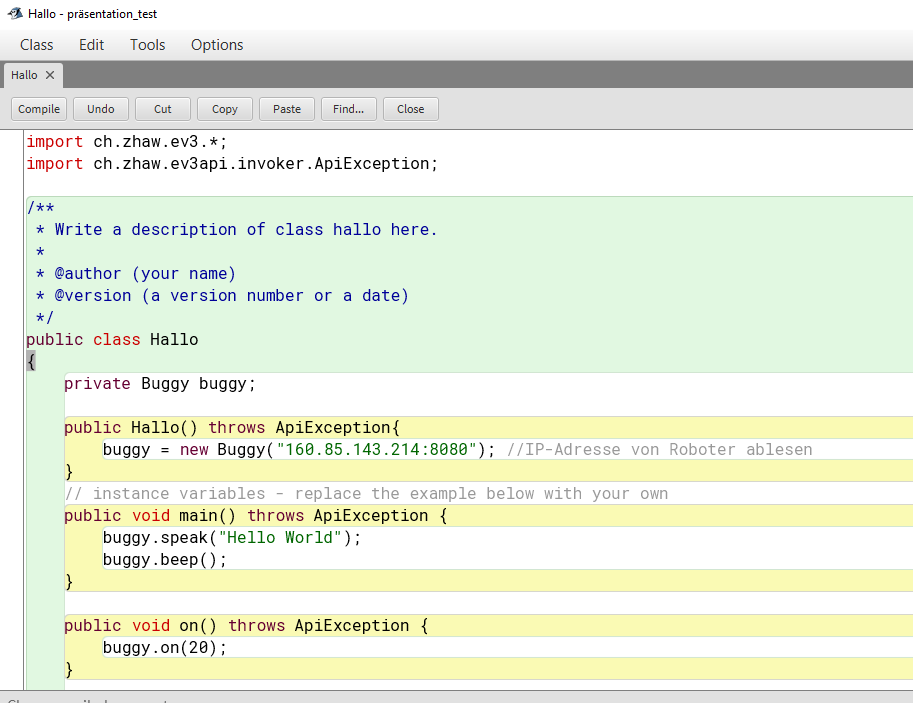 Hallo - präsentation_test
Class Edit Tools Options
Hallo ✕
Compile Undo Cut Copy Paste Find... Close
import ch.zhaw.ev3.*;
import ch.zhaw.ev3api.invoker.ApiException;
/**
 * Write a description of class hallo here.
 *
 * @author (your name)
 * @version (a version number or a date)
 */
public class Hallo
{
    private Buggy buggy;
    public Hallo() throws ApiException{
        buggy = new Buggy("160.85.143.214:8080"); //IP-Adresse von Roboter ablesen
    }
    // instance variables - replace the example below with your own
    public void main() throws ApiException {
        buggy.speak("Hello World");
        buggy.beep();
    }
    public void on() throws ApiException {
        buggy.on(20);
    }